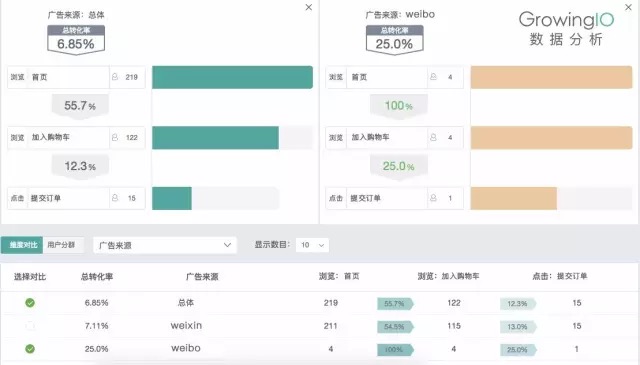 广告来源：总体
总转化率
6.85%
浏览 首页 219
55.7%
浏览 加入购物车 122
12.3%
点击 提交订单 15
广告来源：weibo
总转化率
25.0%
浏览 首页 4
100%
浏览 加入购物车 4
25.0%
点击 提交订单 1
GrowingIO
数据分析
维度对比 用户分群 广告来源 显示数目： 10
选择对比 总转化率 广告来源 浏览：首页 浏览：加入购物车 点击：提交订单
6.85% 总体 219 55.7% 122 12.3% 15
7.11% weixin 211 54.5% 115 13.0% 15
25.0% weibo 4 100% 4 25.0% 1